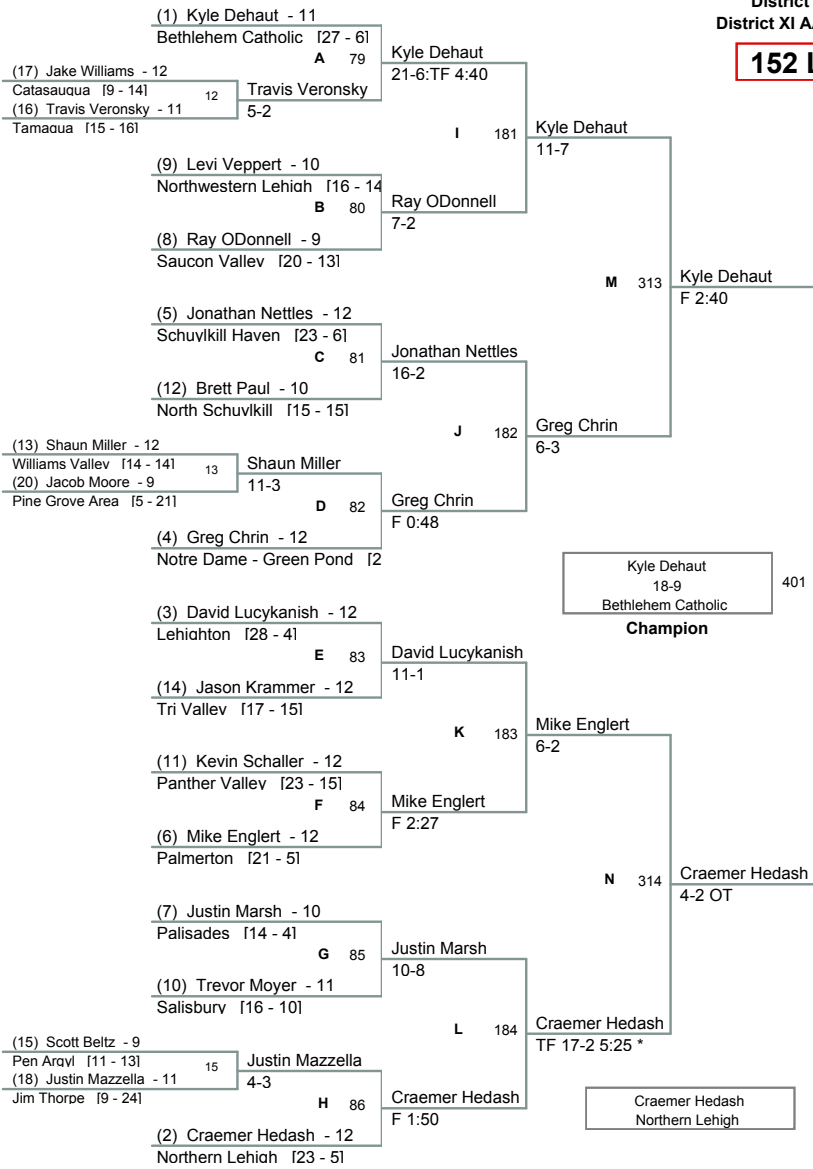 District
District XI A
152 L
(1) Kyle Dehaut - 11
Bethlehem Catholic [27 - 6]
A 79
Kyle Dehaut
21-6:TF 4:40
(17) Jake Williams - 12
Catasauqua [9 - 14]
12
Travis Veronsky
5-2
(16) Travis Veronsky - 11
Tamaqua [15 - 16]
I 181
Kyle Dehaut
11-7
(9) Levi Veppert - 10
Northwestern Lehigh [16 - 14
B 80
Ray ODonnell
7-2
(8) Ray ODonnell - 9
Saucon Valley [20 - 13]
M 313
Kyle Dehaut
F 2:40
(5) Jonathan Nettles - 12
Schuylkill Haven [23 - 6]
C 81
Jonathan Nettles
16-2
(12) Brett Paul - 10
North Schuylkill [15 - 15]
J 182
Greg Chrin
6-3
(13) Shaun Miller - 12
Williams Valley [14 - 14]
13
Shaun Miller
11-3
(20) Jacob Moore - 9
Pine Grove Area [5 - 21]
D 82
Greg Chrin
F 0:48
(4) Greg Chrin - 12
Notre Dame - Green Pond [2
Kyle Dehaut
18-9
Bethlehem Catholic
401
Champion
(3) David Lucykanish - 12
Lehighton [28 - 4]
E 83
David Lucykanish
11-1
(14) Jason Krammer - 12
Tri Valley [17 - 15]
K 183
Mike Englert
6-2
(11) Kevin Schaller - 12
Panther Valley [23 - 15]
F 84
Mike Englert
F 2:27
(6) Mike Englert - 12
Palmerton [21 - 5]
N 314
Craemer Hedash
4-2 OT
(7) Justin Marsh - 10
Palisades [14 - 4]
G 85
Justin Marsh
10-8
(10) Trevor Moyer - 11
Salisbury [16 - 10]
L 184
Craemer Hedash
TF 17-2 5:25 *
(15) Scott Beltz - 9
Pen Argyl [11 - 13]
15
Justin Mazzella
4-3
(18) Justin Mazzella - 11
Jim Thorpe [9 - 24]
H 86
Craemer Hedash
F 1:50
(2) Craemer Hedash - 12
Northern Lehigh [23 - 5]
Craemer Hedash
Northern Lehigh